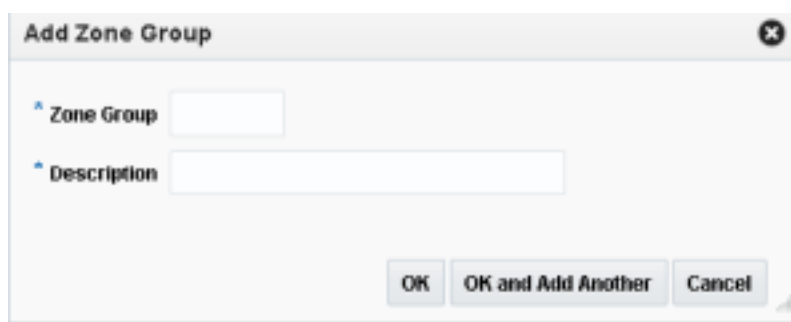 Add Zone Group
* Zone Group
* Description
OK OK and Add Another Cancel